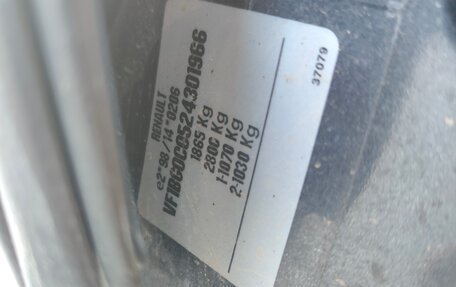 RENAULT
e2*98/14*0206
VF1BG0C0524301966
1865 Kg
2800 Kg
1-1070 Kg
2-1030 Kg
37079